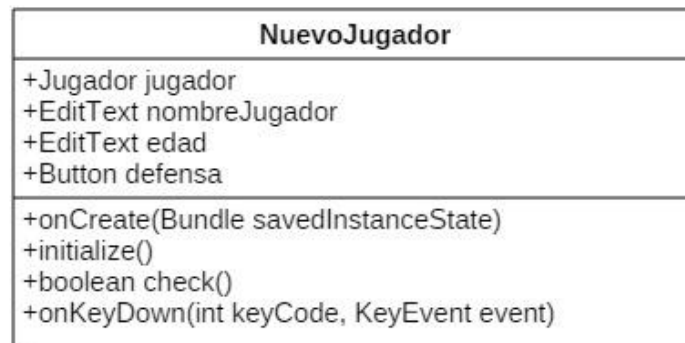 NuevoJugador
+Jugador jugador
+EditText nombreJugador
+EditText edad
+Button defensa
+onCreate(Bundle savedInstanceState)
+initialize()
+boolean check()
+onKeyDown(int keyCode, KeyEvent event)